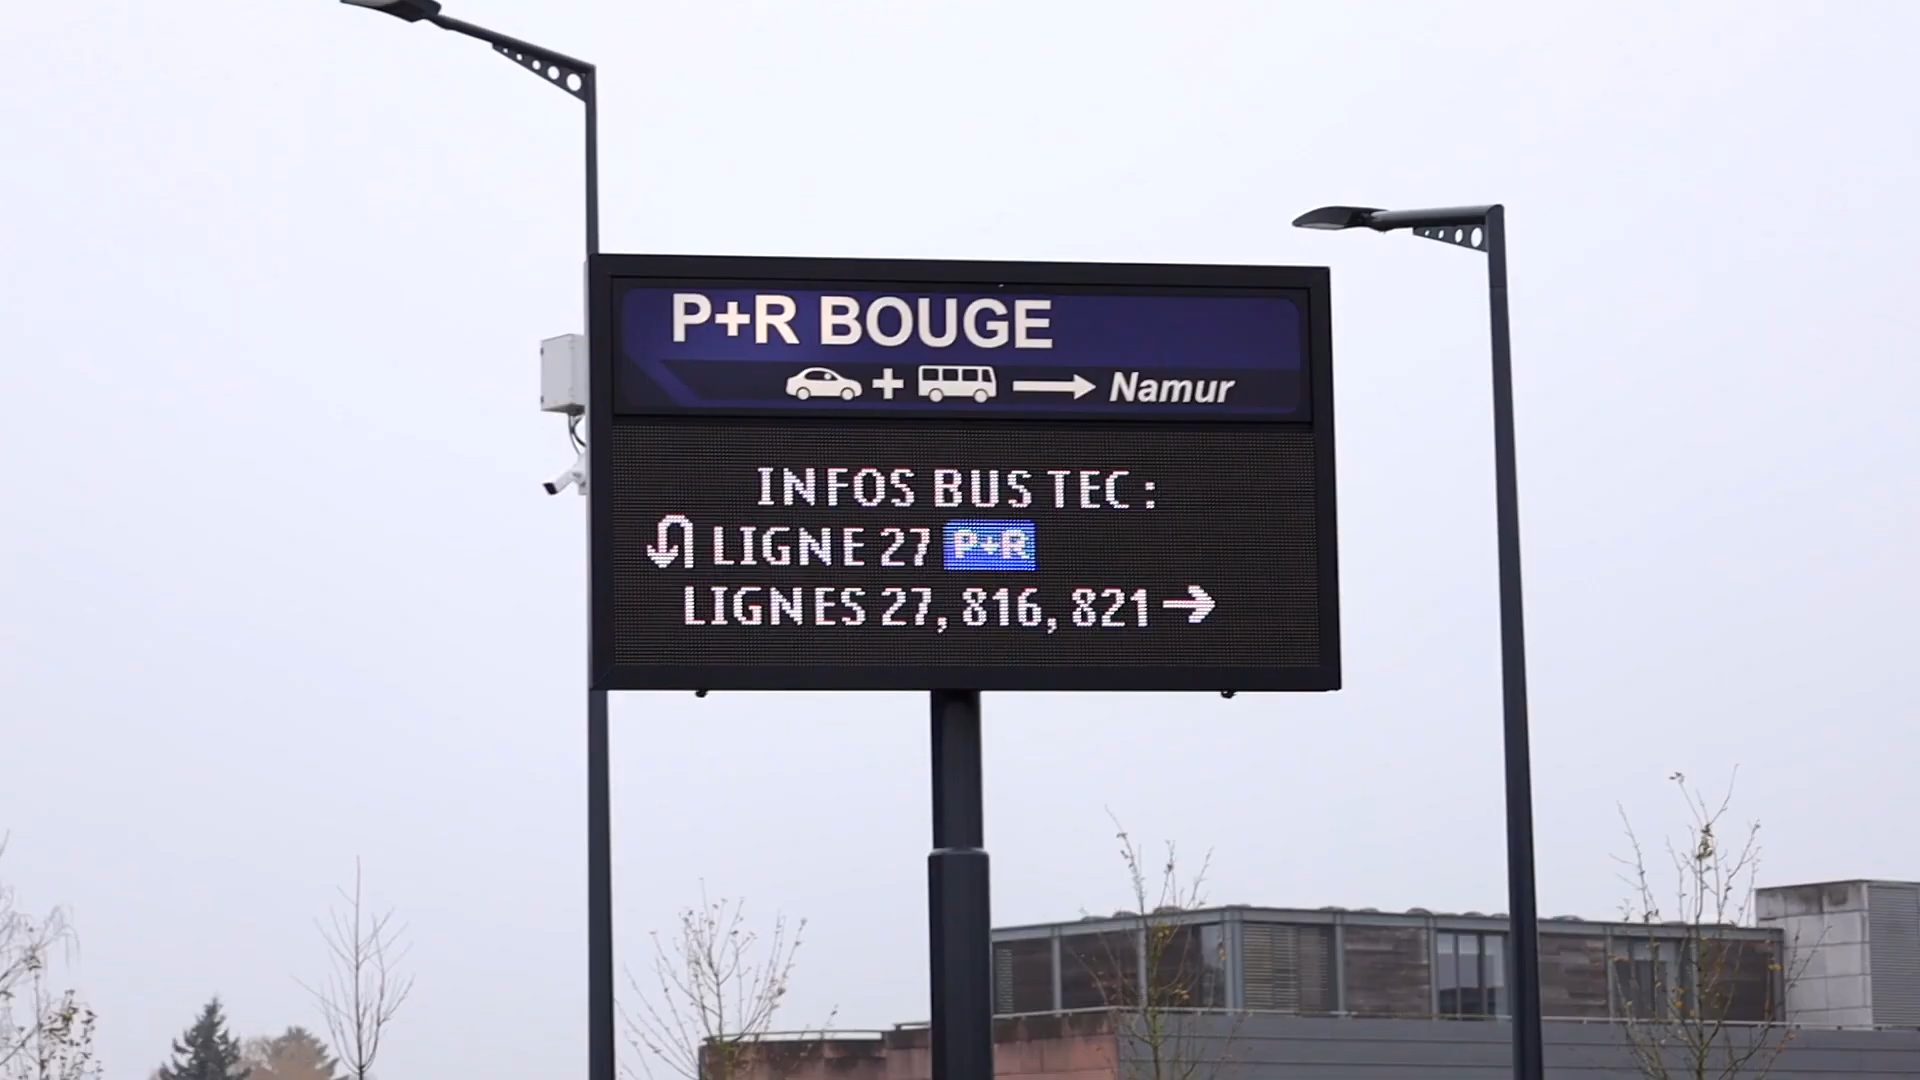 P+R BOUGE
+ → Namur
INFOS BUS TEC :
LIGNE 27 P+R
LIGNES 27, 816, 821 →